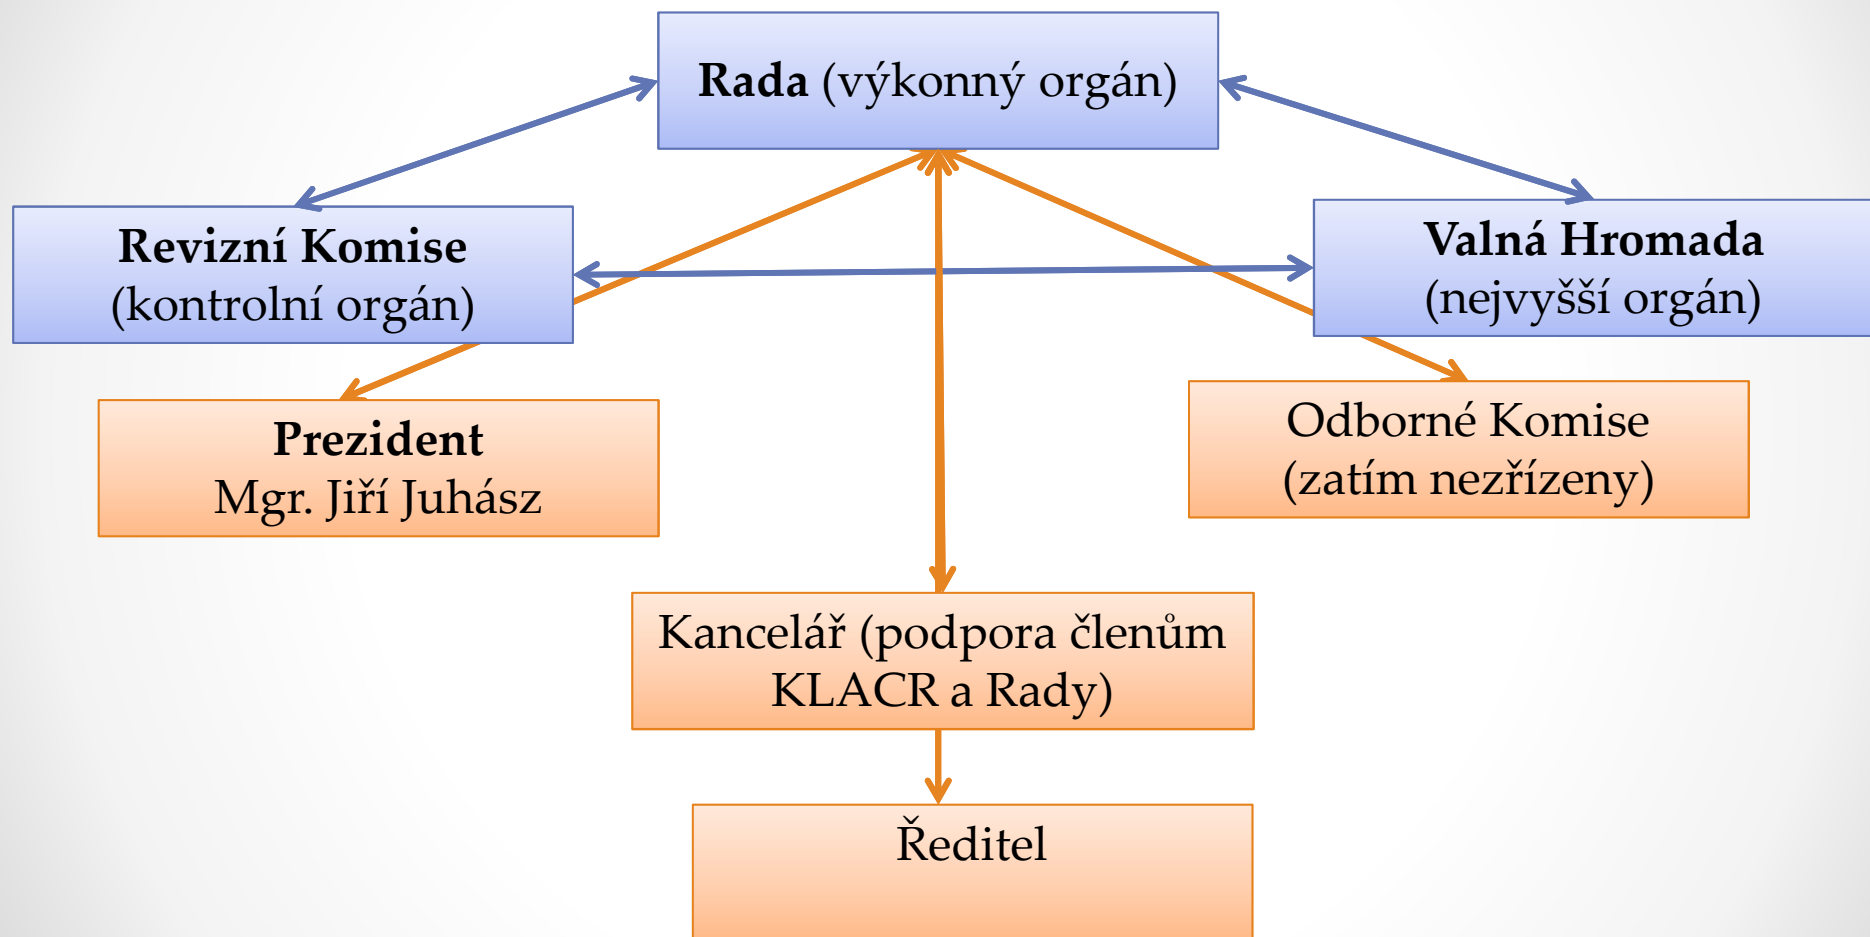 Rada (výkonný orgán)
Revizní Komise
(kontrolní orgán)
Valná Hromada
(nejvyšší orgán)
Prezident
Mgr. Jiří Juhász
Odborné Komise
(zatím nezřízeny)
Kancelář (podpora členům
KLACR a Rady)
Ředitel